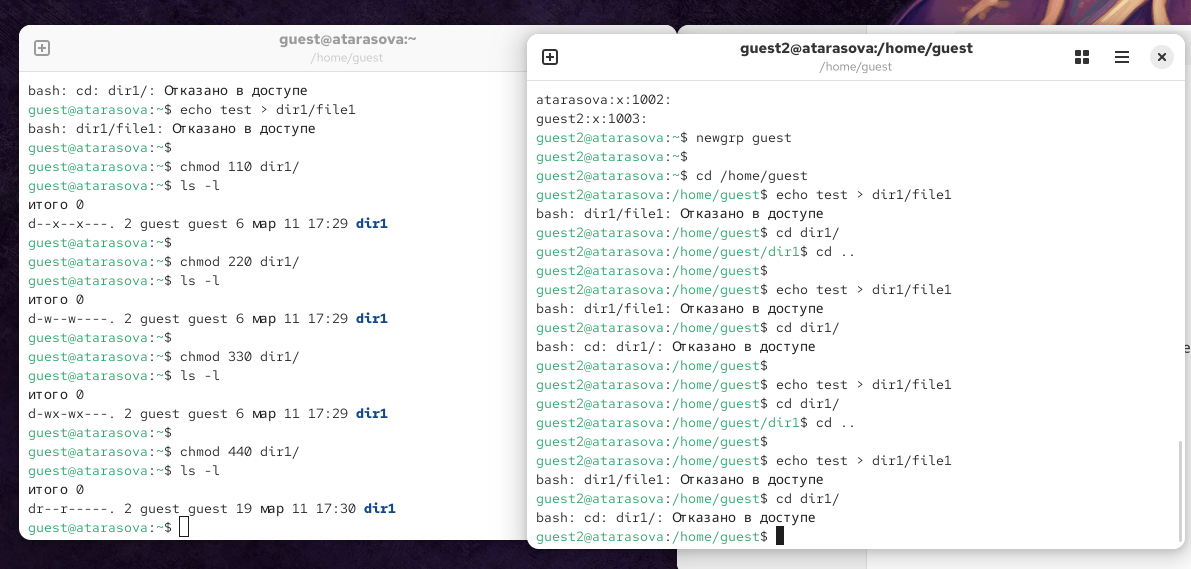 guest@atarasova:~
/home/guest
bash: cd: dir1/: Отказано в доступе
guest@atarasova:~$ echo test > dir1/file1
bash: dir1/file1: Отказано в доступе
guest@atarasova:~$
guest@atarasova:~$ chmod 110 dir1/
guest@atarasova:~$ ls -l
итого 0
d--x--x---. 2 guest guest 6 мар 11 17:29 dir1
guest@atarasova:~$
guest@atarasova:~$ chmod 220 dir1/
guest@atarasova:~$ ls -l
итого 0
d-w--w----. 2 guest guest 6 мар 11 17:29 dir1
guest@atarasova:~$
guest@atarasova:~$ chmod 330 dir1/
guest@atarasova:~$ ls -l
итого 0
d-wx-wx---. 2 guest guest 6 мар 11 17:29 dir1
guest@atarasova:~$
guest@atarasova:~$ chmod 440 dir1/
guest@atarasova:~$ ls -l
итого 0
dr--r-----. 2 guest guest 19 мар 11 17:30 dir1
guest@atarasova:~$
guest2@atarasova:/home/guest
/home/guest
atarasova:x:1002:
guest2:x:1003:
guest2@atarasova:~$ newgrp guest
guest2@atarasova:~$
guest2@atarasova:~$ cd /home/guest
guest2@atarasova:/home/guest$ echo test > dir1/file1
bash: dir1/file1: Отказано в доступе
guest2@atarasova:/home/guest$ cd dir1/
guest2@atarasova:/home/guest/dir1$ cd ..
guest2@atarasova:/home/guest$
guest2@atarasova:/home/guest$ echo test > dir1/file1
bash: dir1/file1: Отказано в доступе
guest2@atarasova:/home/guest$ cd dir1/
bash: cd: dir1/: Отказано в доступе
guest2@atarasova:/home/guest$
guest2@atarasova:/home/guest$ echo test > dir1/file1
guest2@atarasova:/home/guest$ cd dir1/
guest2@atarasova:/home/guest/dir1$ cd ..
guest2@atarasova:/home/guest$
guest2@atarasova:/home/guest$ echo test > dir1/file1
bash: dir1/file1: Отказано в доступе
guest2@atarasova:/home/guest$ cd dir1/
bash: cd: dir1/: Отказано в доступе
guest2@atarasova:/home/guest$